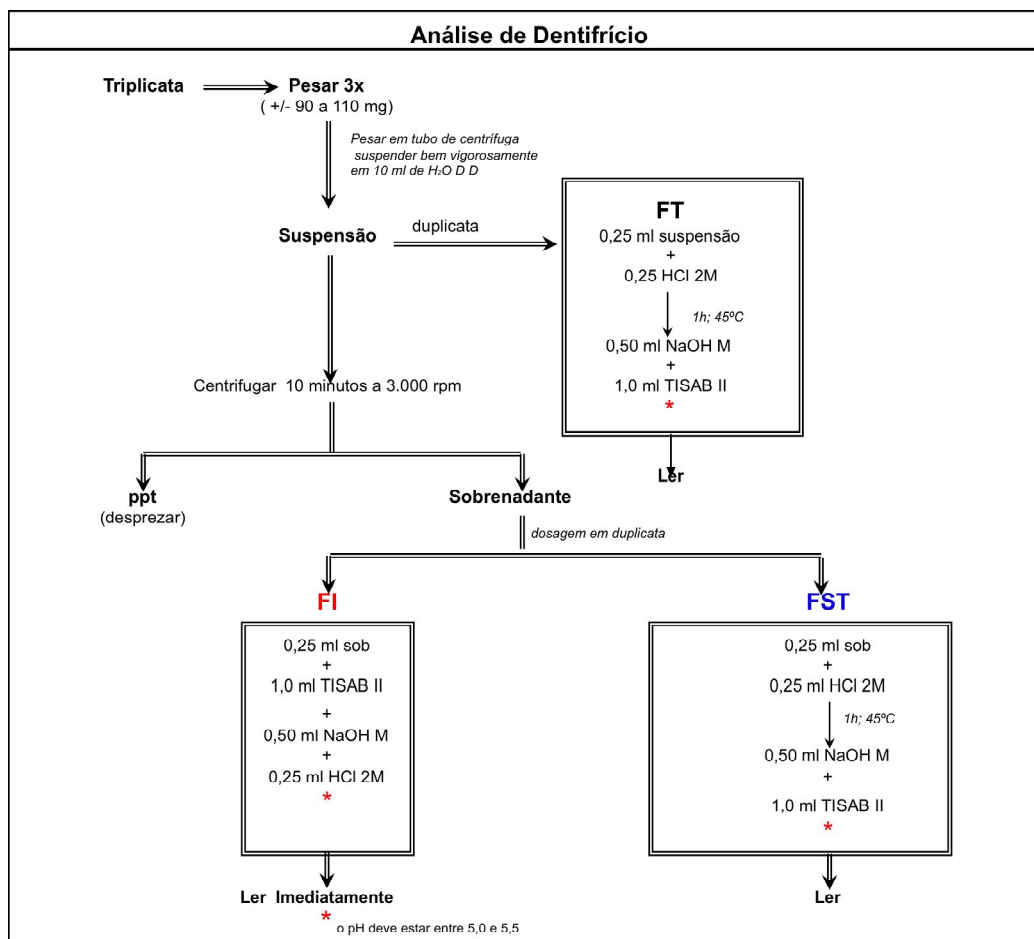 Análise de Dentifrício
Triplicata
Pesar 3x
( +/- 90 a 110 mg)
Pesar em tubo de centrífuga
suspender bem vigorosamente
em 10 ml de H₂O D D
Suspensão
duplicata
FT
0,25 ml suspensão
+
0,25 HCl 2M
1h; 45ºC
0,50 ml NaOH M
+
1,0 ml TISAB II
*
Ler
Centrifugar 10 minutos a 3.000 rpm
ppt
(desprezar)
Sobrenadante
dosagem em duplicata
FI
0,25 ml sob
+
1,0 ml TISAB II
+
0,50 ml NaOH M
+
0,25 ml HCl 2M
*
Ler Imediatamente
* o pH deve estar entre 5,0 e 5,5
FST
0,25 ml sob
+
0,25 ml HCl 2M
1h; 45ºC
0,50 ml NaOH M
+
1,0 ml TISAB II
*
Ler